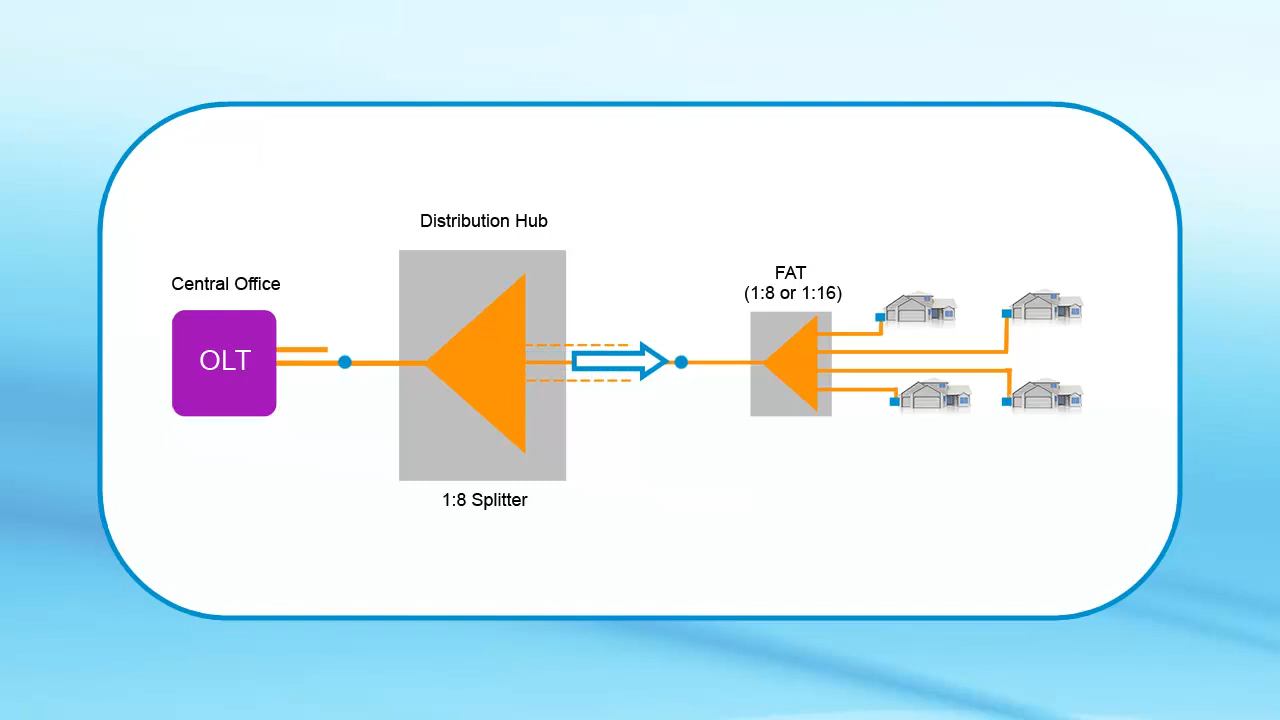 Distribution Hub
Central Office
OLT
1:8 Splitter
FAT
(1:8 or 1:16)